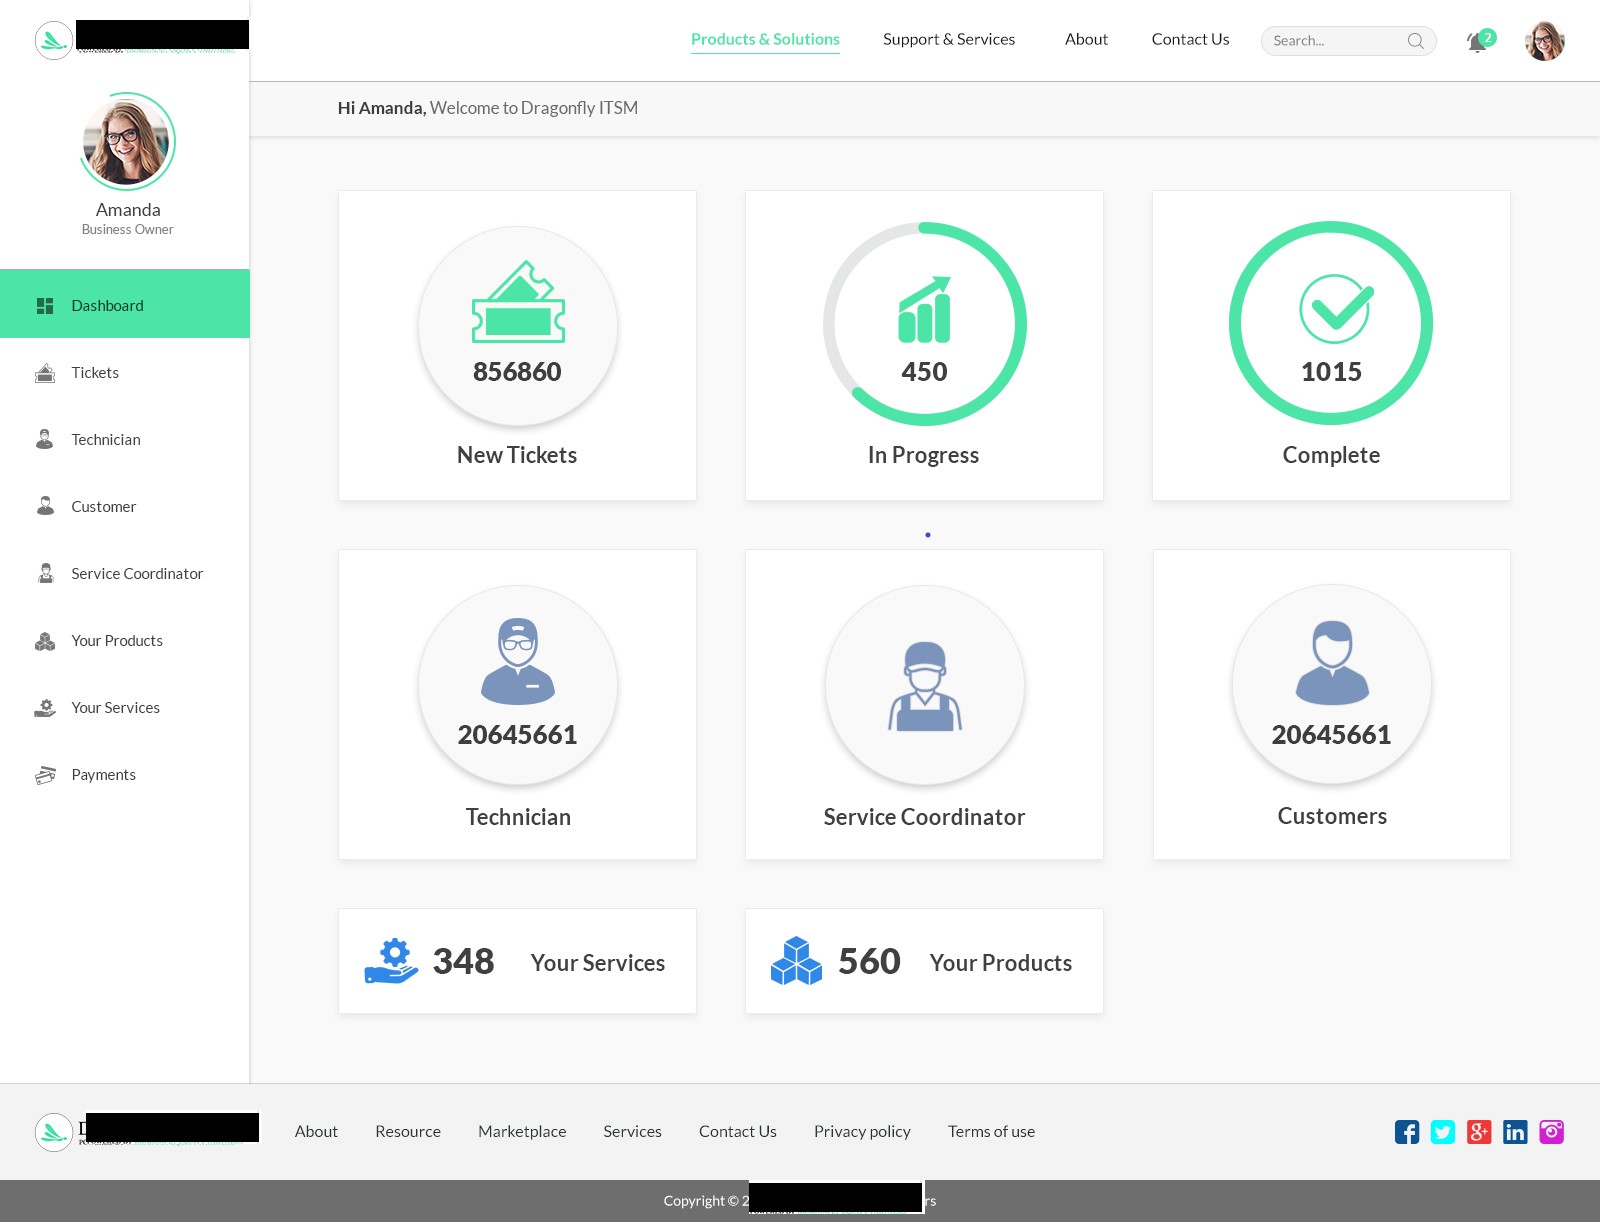 Products & Solutions
Support & Services
About
Contact Us
Search...
2
Hi Amanda, Welcome to Dragonfly ITSM
Amanda
Business Owner
Dashboard
Tickets
Technician
Customer
Service Coordinator
Your Products
Your Services
Payments
856860
New Tickets
450
In Progress
1015
Complete
20645661
Technician
Service Coordinator
20645661
Customers
348 Your Services
560 Your Products
About
Resource
Marketplace
Services
Contact Us
Privacy policy
Terms of use
Copyright © 2
rs